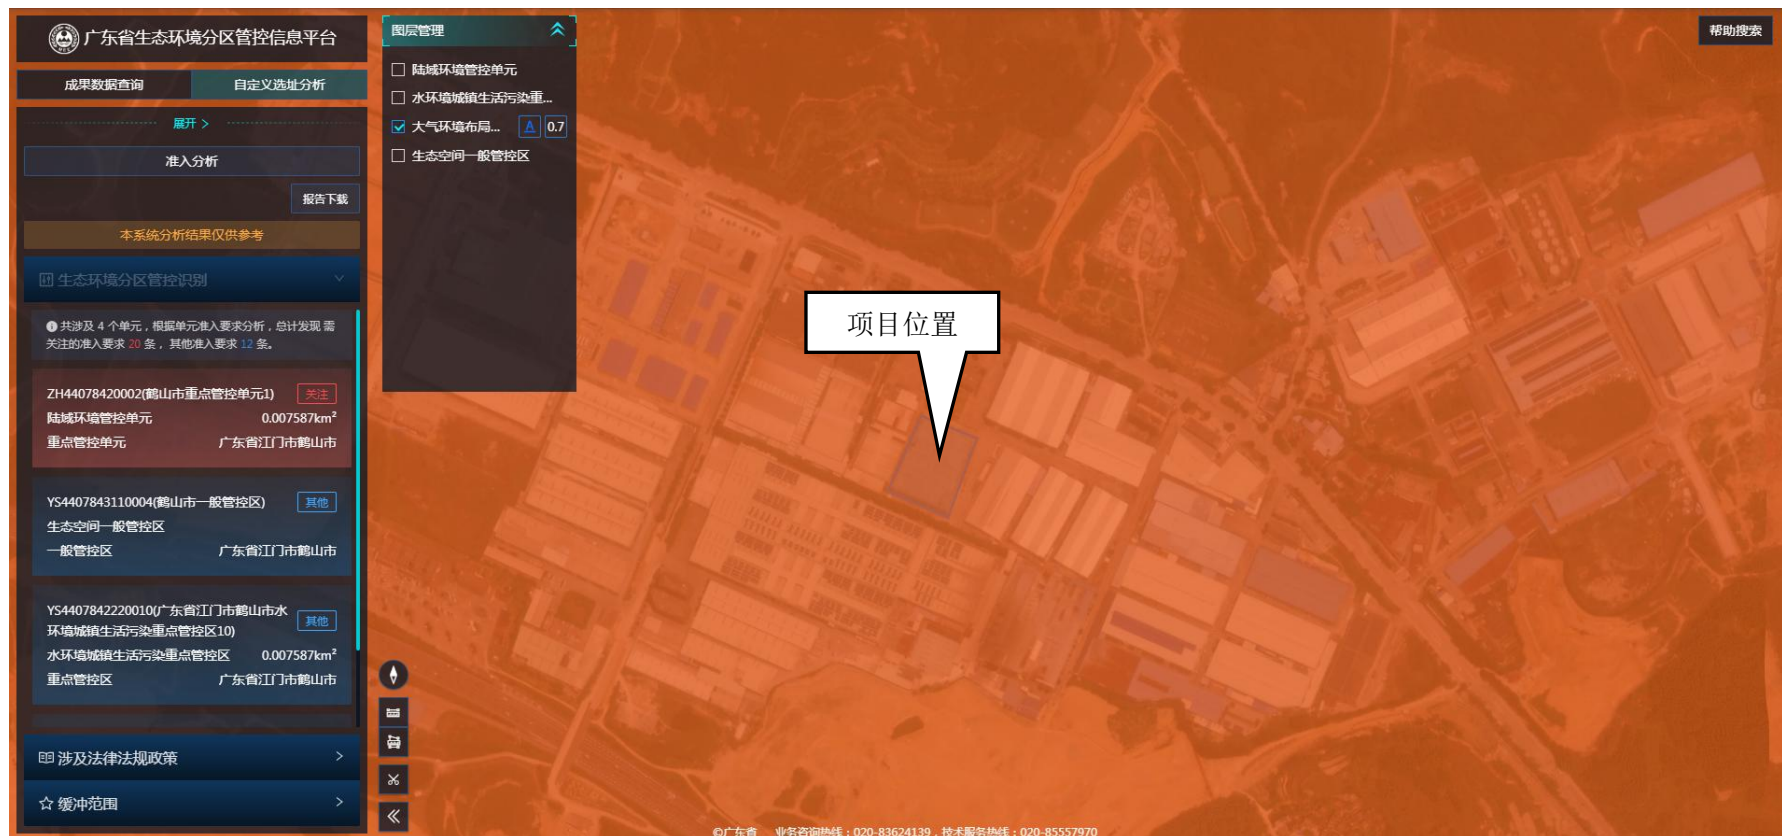 广东省生态环境分区管控信息平台
成果数据查询
自定义选址分析
展开 >
准入分析
报告下载
本系统分析结果仅供参考
生态环境分区管控识别
共涉及 4 个单元，根据单元准入要求分析，总计发现 需
关注的准入要求 20 条， 其他准入要求 12 条。
ZH44078420002(鹤山市重点管控单元1)
关注
陆域环境管控单元
0.007587km²
重点管控单元
广东省江门市鹤山市
YS4407843110004(鹤山市一般管控区)
其他
生态空间一般管控区
一般管控区
广东省江门市鹤山市
YS4407842220010(广东省江门市鹤山市水
环境城镇生活污染重点管控区10)
其他
水环境城镇生活污染重点管控区
0.007587km²
重点管控区
广东省江门市鹤山市
涉及法律法规政策
缓冲范围
图层管理
陆域环境管控单元
水环境城镇生活污染重...
大气环境布局...
A
0.7
生态空间一般管控区
帮助搜索
项目位置
©广东省 业务咨询热线：020-83624139，技术服务热线：020-85557970